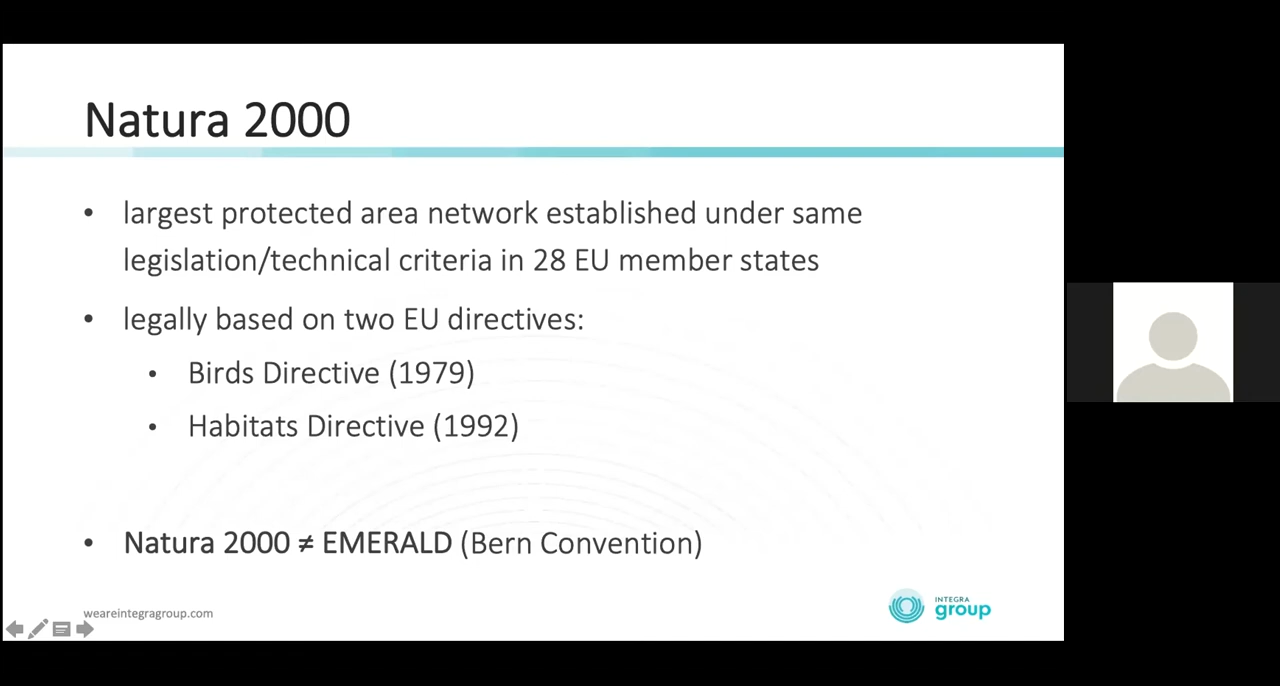 Natura 2000
• largest protected area network established under same
legislation/technical criteria in 28 EU member states
• legally based on two EU directives:
• Birds Directive (1979)
• Habitats Directive (1992)
• Natura 2000 ≠ EMERALD (Bern Convention)
weareintegragroup.com
INTEGRA
group